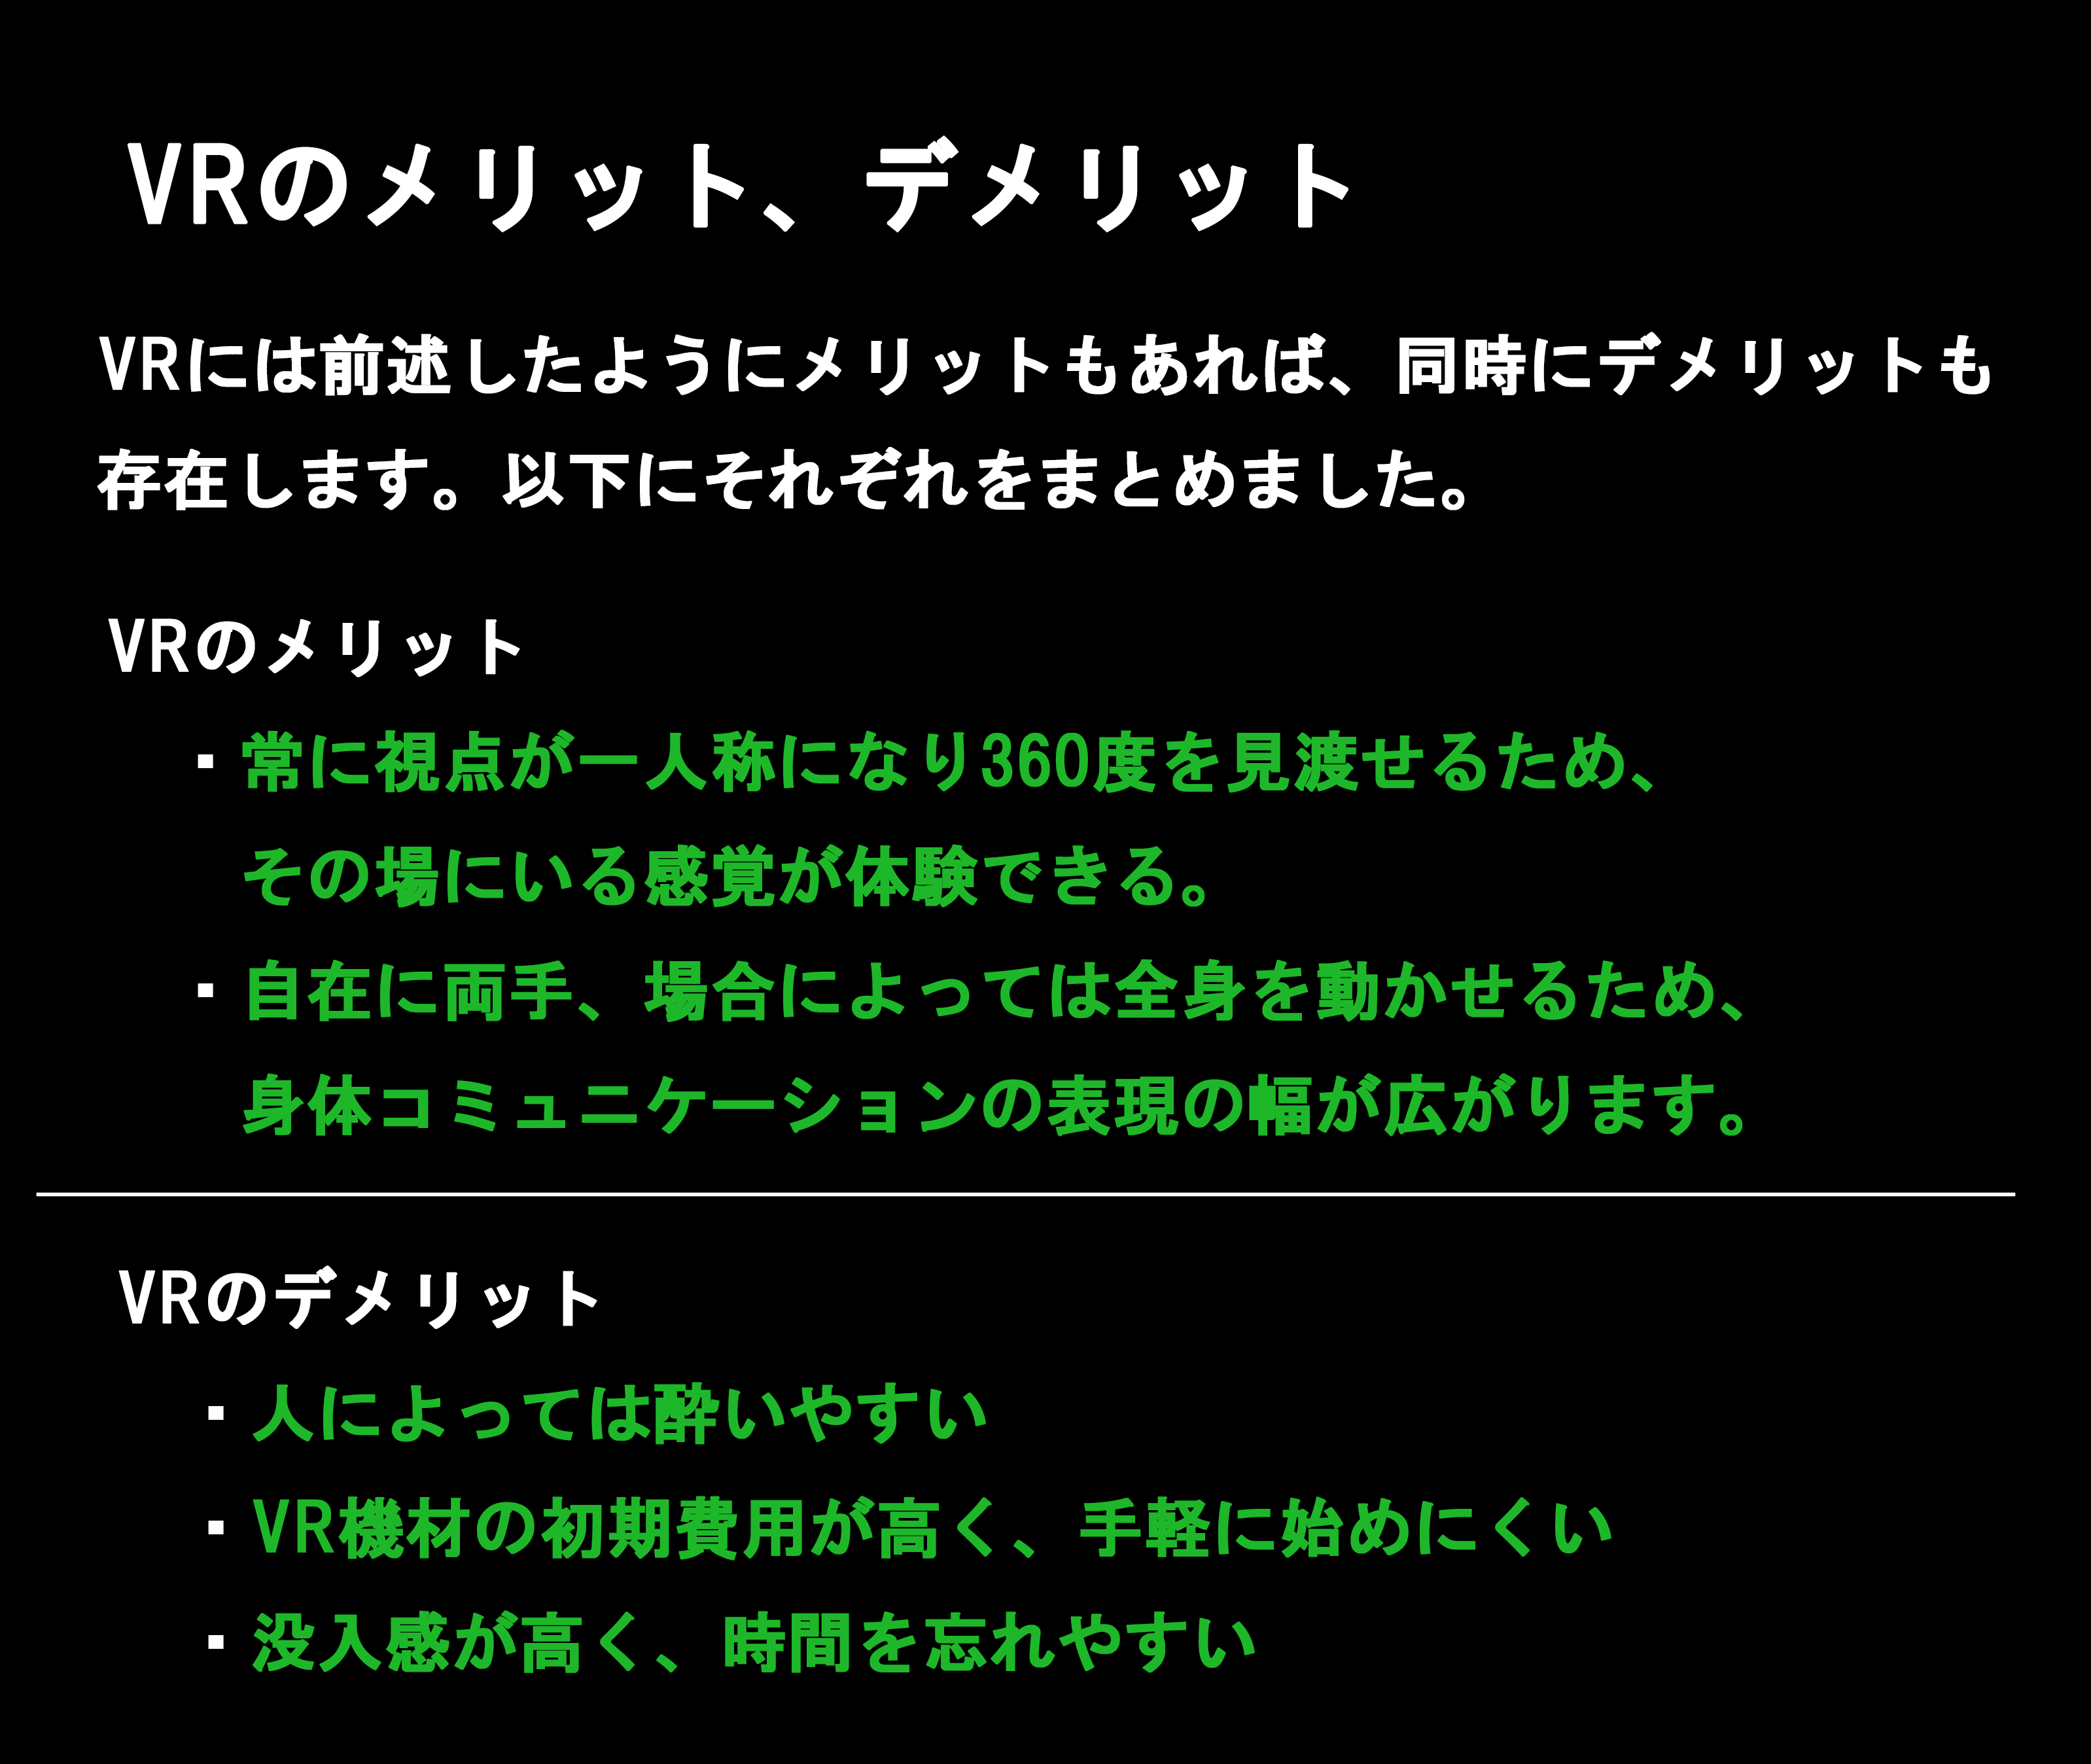 VRのメリット、デメリット
VRには前述したようにメリットもあれば、同時にデメリットも
存在します。以下にそれぞれをまとめました。
VRのメリット
・常に視点が一人称になり360度を見渡せるため、
その場にいる感覚が体験できる。
・自在に両手、場合によっては全身を動かせるため、
身体コミュニケーションの表現の幅が広がります。
VRのデメリット
・人によっては酔いやすい
・VR機材の初期費用が高く、手軽に始めにくい
・没入感が高く、時間を忘れやすい